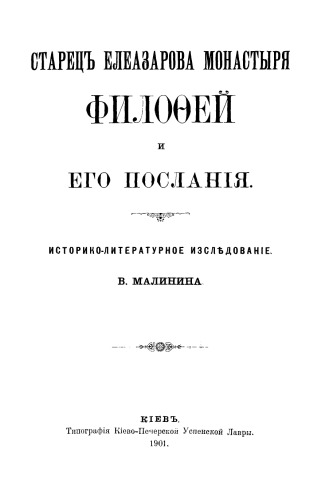 СТАРЕЦЪ ЕЛЕАЗАРОВА МОНАСТЫРЯ
ФИЛОѲЕЙ
И
ЕГО ПОСЛАНІЯ.
ИСТОРИКО-ЛИТЕРАТУРНОЕ ИЗСЛѢДОВАНІЕ.
В. МАЛИНИНА
КІЕВЪ.
Типографія Кіево-Печерской Успенской Лавры.
1901.